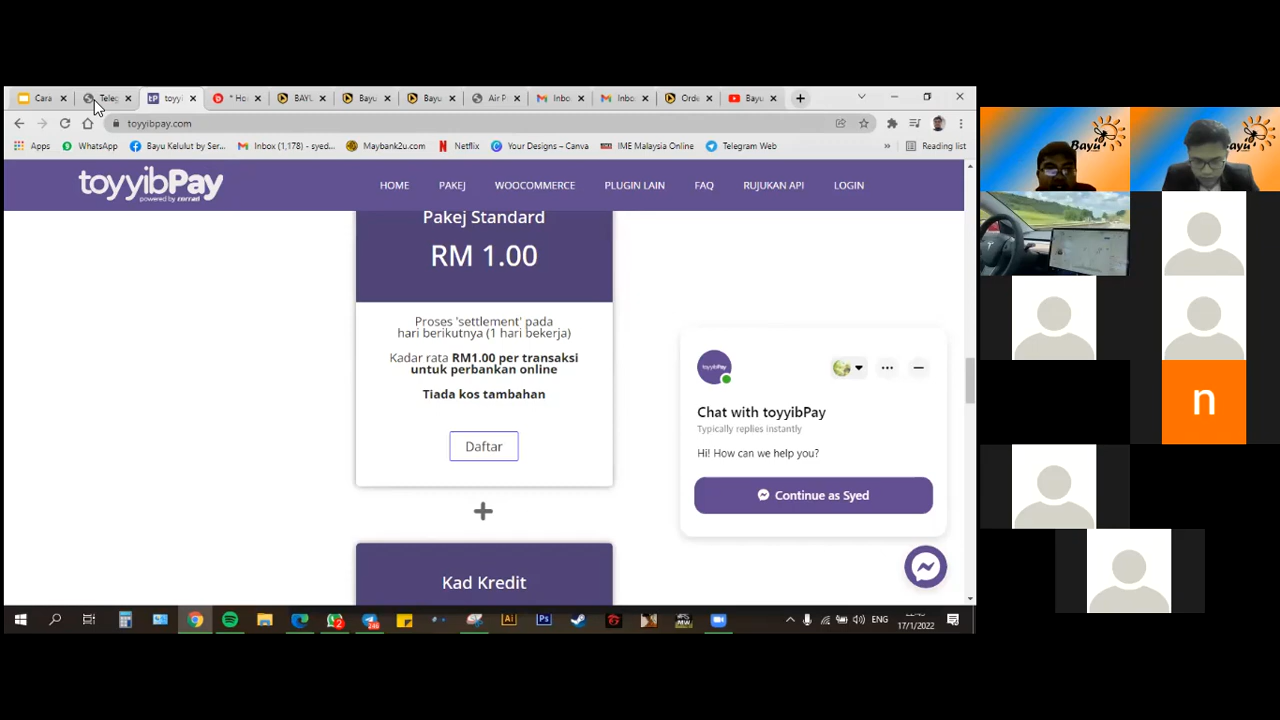 Cara
Teleg
toyyi
* Ho
BAYU
Bayu
Bayu
Air P
Inbo
Inbo
Orde
Bayu
toyyibpay.com
Apps
WhatsApp
Bayu Kelulut by Ser...
Inbox (1,178) - syed...
Maybank2u.com
Netflix
Your Designs – Canva
IME Malaysia Online
Telegram Web
»
Reading list
toyyibPay
HOME
PAKEJ
WOOCOMMERCE
PLUGIN LAIN
FAQ
RUJUKAN API
LOGIN
Pakej Standard
RM 1.00
Proses 'settlement' pada
hari berikutnya (1 hari bekerja)
Kadar rata RM1.00 per transaksi
untuk perbankan online
Tiada kos tambahan
Daftar
+
Kad Kredit
toyyibPay
Chat with toyyibPay
Typically replies instantly
Hi! How can we help you?
Continue as Syed
ENG
17/1/2022
Bayu
n